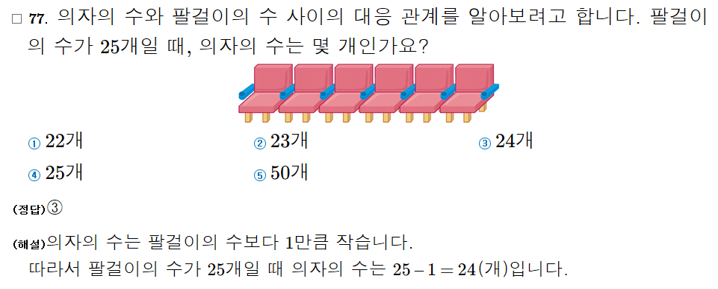 □ 77. 의자의 수와 팔걸이의 수 사이의 대응 관계를 알아보려고 합니다. 팔걸이
의 수가 25개일 때, 의자의 수는 몇 개인가요?
① 22개 ② 23개 ③ 24개
④ 25개 ⑤ 50개
(정답)③
(해설)의자의 수는 팔걸이의 수보다 1만큼 작습니다.
따라서 팔걸이의 수가 25개일 때 의자의 수는 25-1=24(개)입니다.